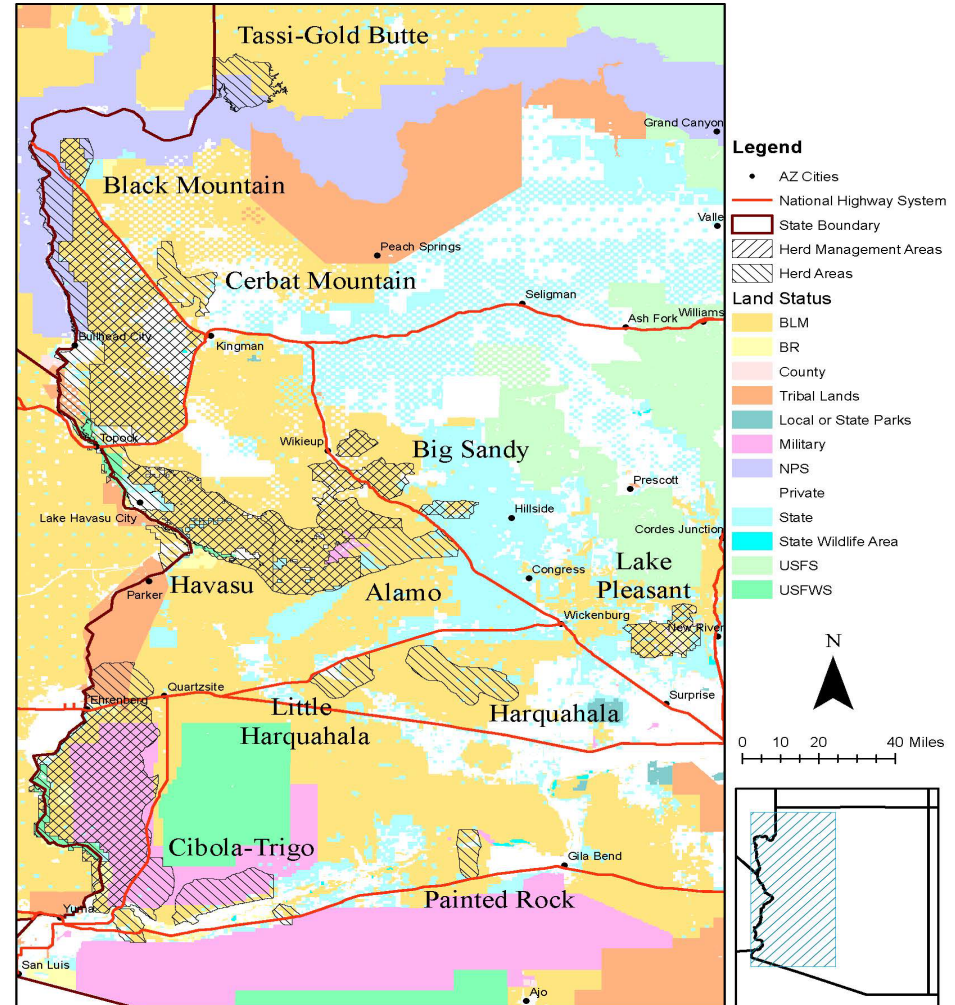 Tassi-Gold Butte
Grand Canyon
Black Mountain
Valle
Peach Springs
Cerbat Mountain
Seligman
Ash Fork
Williams
Bullhead City
Kingman
Topock
Wikieup
Big Sandy
Prescott
Lake Havasu City
Hillside
Cordes Junction
Havasu
Parker
Alamo
Congress
Lake
Pleasant
Wickenburg
New River
Ehrenberg
Quartzsite
Little
Harquahala
Harquahala
Surprise
Cibola-Trigo
Gila Bend
Painted Rock
Yuma
San Luis
Ajo
Legend
AZ Cities
National Highway System
State Boundary
Herd Management Areas
Herd Areas
Land Status
BLM
BR
County
Tribal Lands
Local or State Parks
Military
NPS
Private
State
State Wildlife Area
USFS
USFWS
N
0 10 20 40 Miles